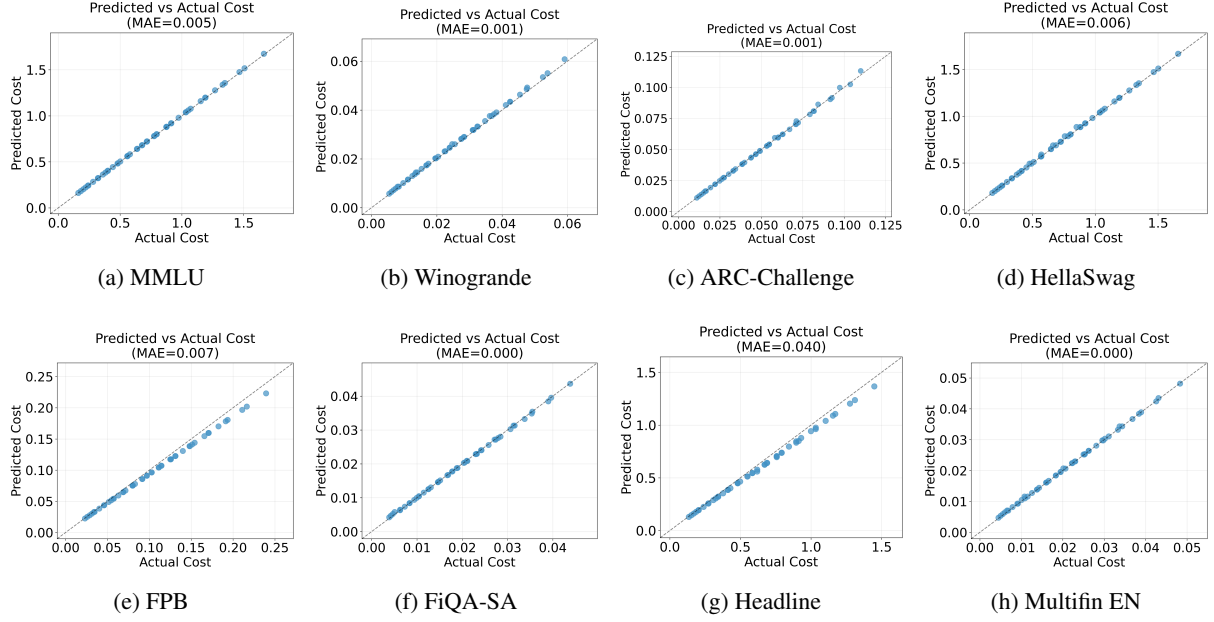 Predicted vs Actual Cost
(MAE=0.005)
Predicted Cost
1.5
1.0
0.5
0.0
0.0 0.5 1.0 1.5
Actual Cost
(a) MMLU
Predicted vs Actual Cost
(MAE=0.001)
Predicted Cost
0.06
0.04
0.02
0.00
0.00 0.02 0.04 0.06
Actual Cost
(b) Winogrande
Predicted vs Actual Cost
(MAE=0.001)
Predicted Cost
0.125
0.100
0.075
0.050
0.025
0.000
0.000 0.025 0.050 0.075 0.100 0.125
Actual Cost
(c) ARC-Challenge
Predicted vs Actual Cost
(MAE=0.006)
Predicted Cost
1.5
1.0
0.5
0.0
0.0 0.5 1.0 1.5
Actual Cost
(d) HellaSwag
Predicted vs Actual Cost
(MAE=0.007)
Predicted Cost
0.25
0.20
0.15
0.10
0.05
0.00
0.00 0.05 0.10 0.15 0.20 0.25
Actual Cost
(e) FPB
Predicted vs Actual Cost
(MAE=0.000)
Predicted Cost
0.04
0.03
0.02
0.01
0.00
0.00 0.01 0.02 0.03 0.04
Actual Cost
(f) FiQA-SA
Predicted vs Actual Cost
(MAE=0.040)
Predicted Cost
1.5
1.0
0.5
0.0
0.0 0.5 1.0 1.5
Actual Cost
(g) Headline
Predicted vs Actual Cost
(MAE=0.000)
Predicted Cost
0.05
0.04
0.03
0.02
0.01
0.00
0.00 0.01 0.02 0.03 0.04 0.05
Actual Cost
(h) Multifin EN